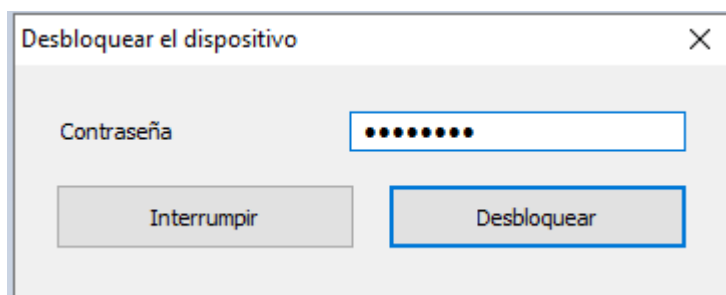 Desbloquear el dispositivo
Contraseña ••••••••
Interrumpir Desbloquear